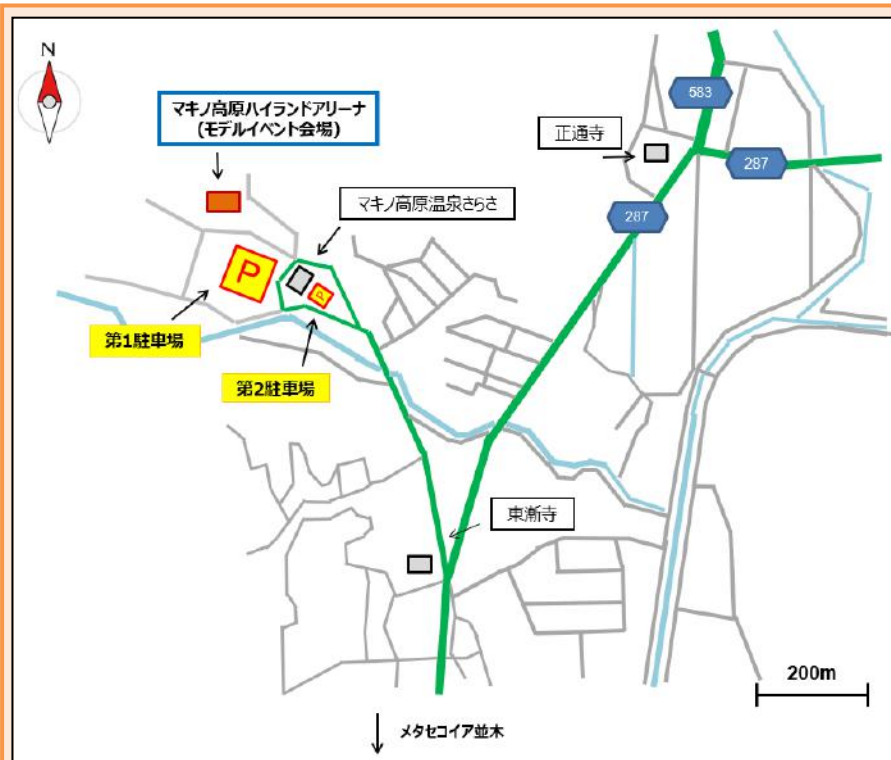 N
マキノ高原ハイランドアリーナ
(モデルイベント会場)
583
正通寺
287
287
マキノ高原温泉さらさ
P
P
第1駐車場
第2駐車場
東漸寺
200m
メタセコイア並木